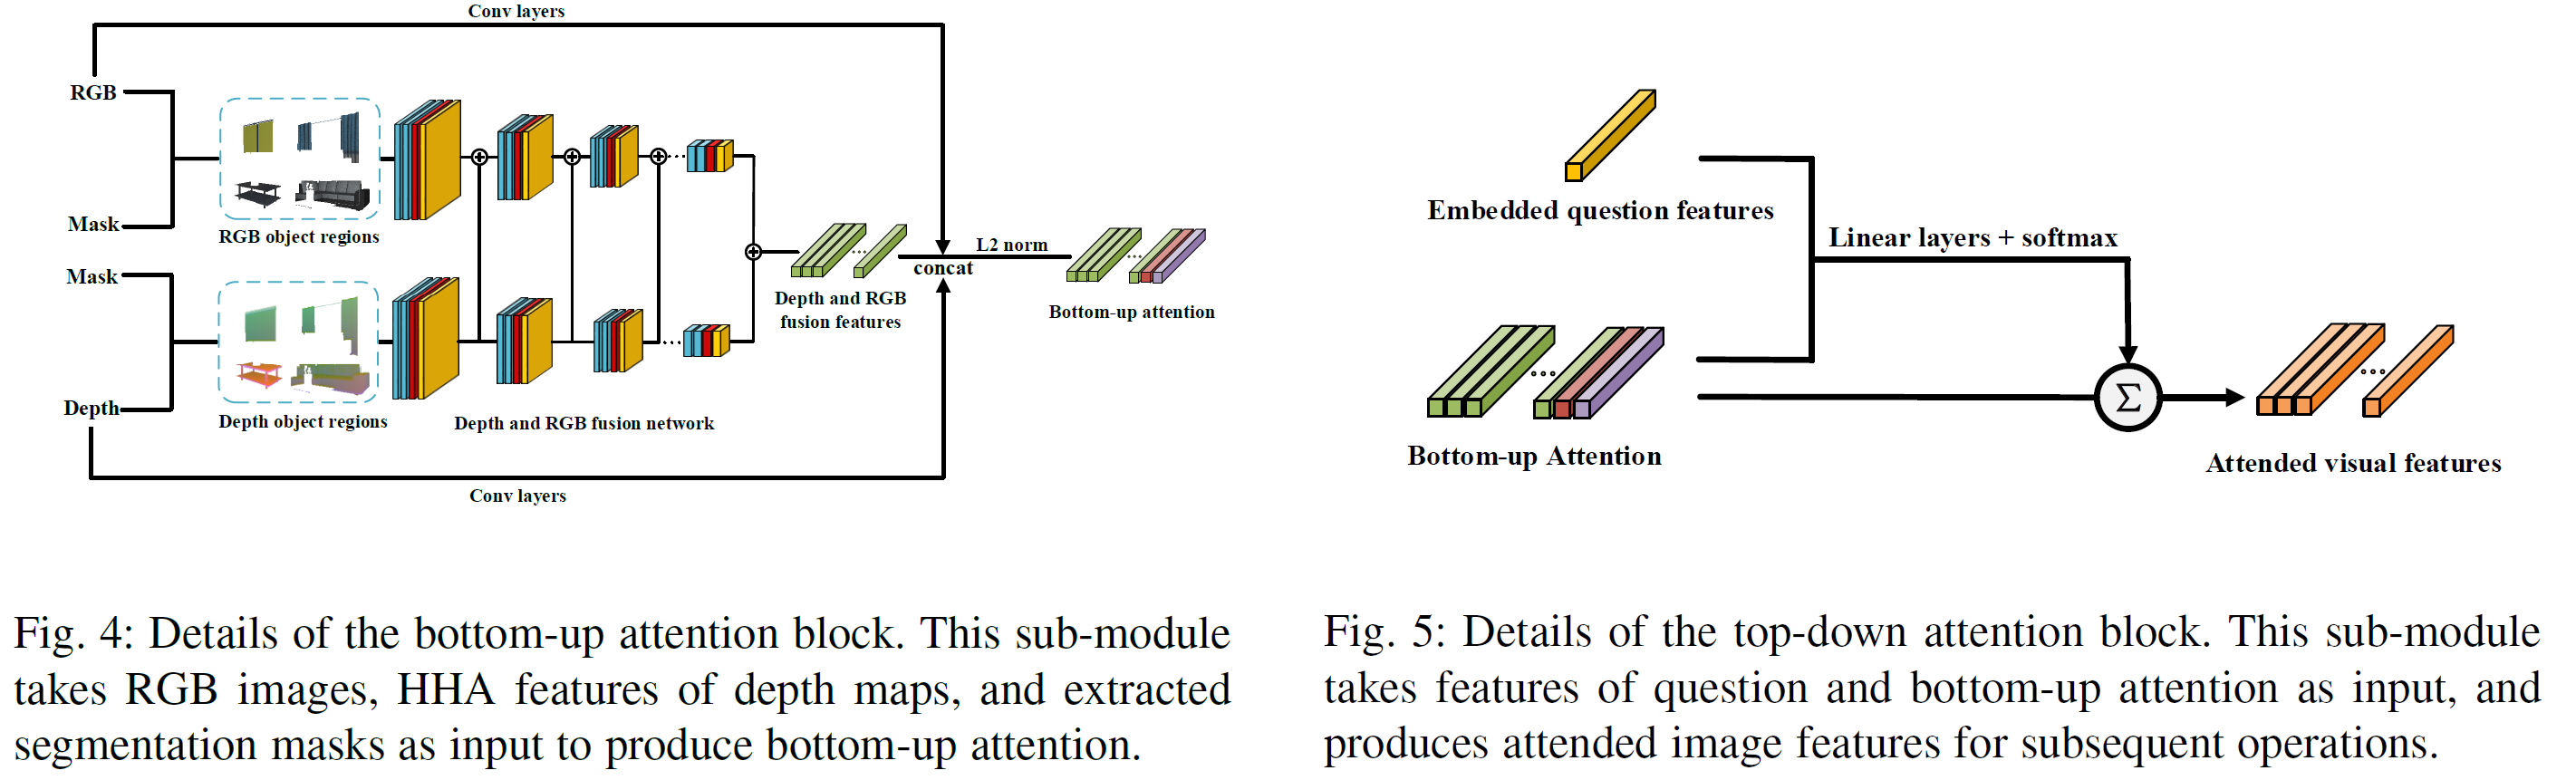 Conv layers
RGB
Mask
RGB object regions
Mask
Depth
Depth object regions
Depth and RGB fusion network
Depth and RGB
fusion features
concat
L2 norm
Bottom-up attention
Conv layers
Fig. 4: Details of the bottom-up attention block. This sub-module
takes RGB images, HHA features of depth maps, and extracted
segmentation masks as input to produce bottom-up attention.
Embedded question features
Linear layers + softmax
Bottom-up Attention
Σ
Attended visual features
Fig. 5: Details of the top-down attention block. This sub-module
takes features of question and bottom-up attention as input, and
produces attended image features for subsequent operations.